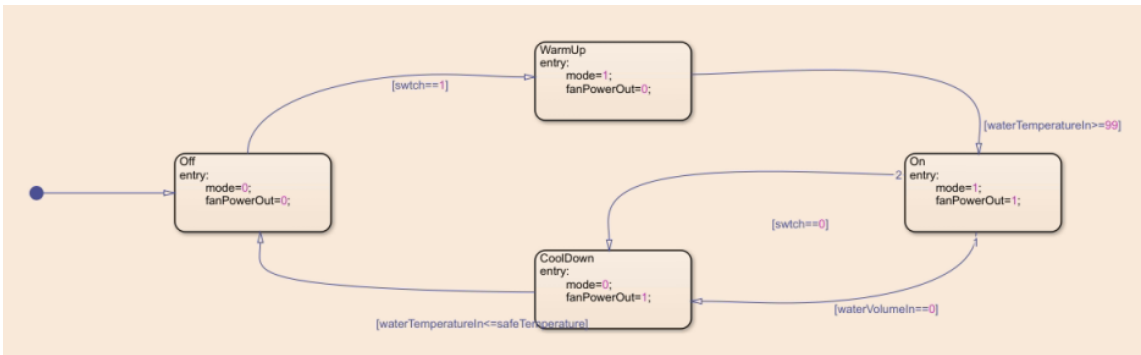 WarmUp
entry:
mode=1;
fanPowerOut=0;
[swtch==1]
[waterTemperatureIn>=99]
Off
entry:
mode=0;
fanPowerOut=0;
On
entry:
mode=1;
fanPowerOut=1;
2
[swtch==0]
1
CoolDown
entry:
mode=0;
fanPowerOut=1;
[waterVolumeIn==0]
[waterTemperatureIn<=safeTemperature]